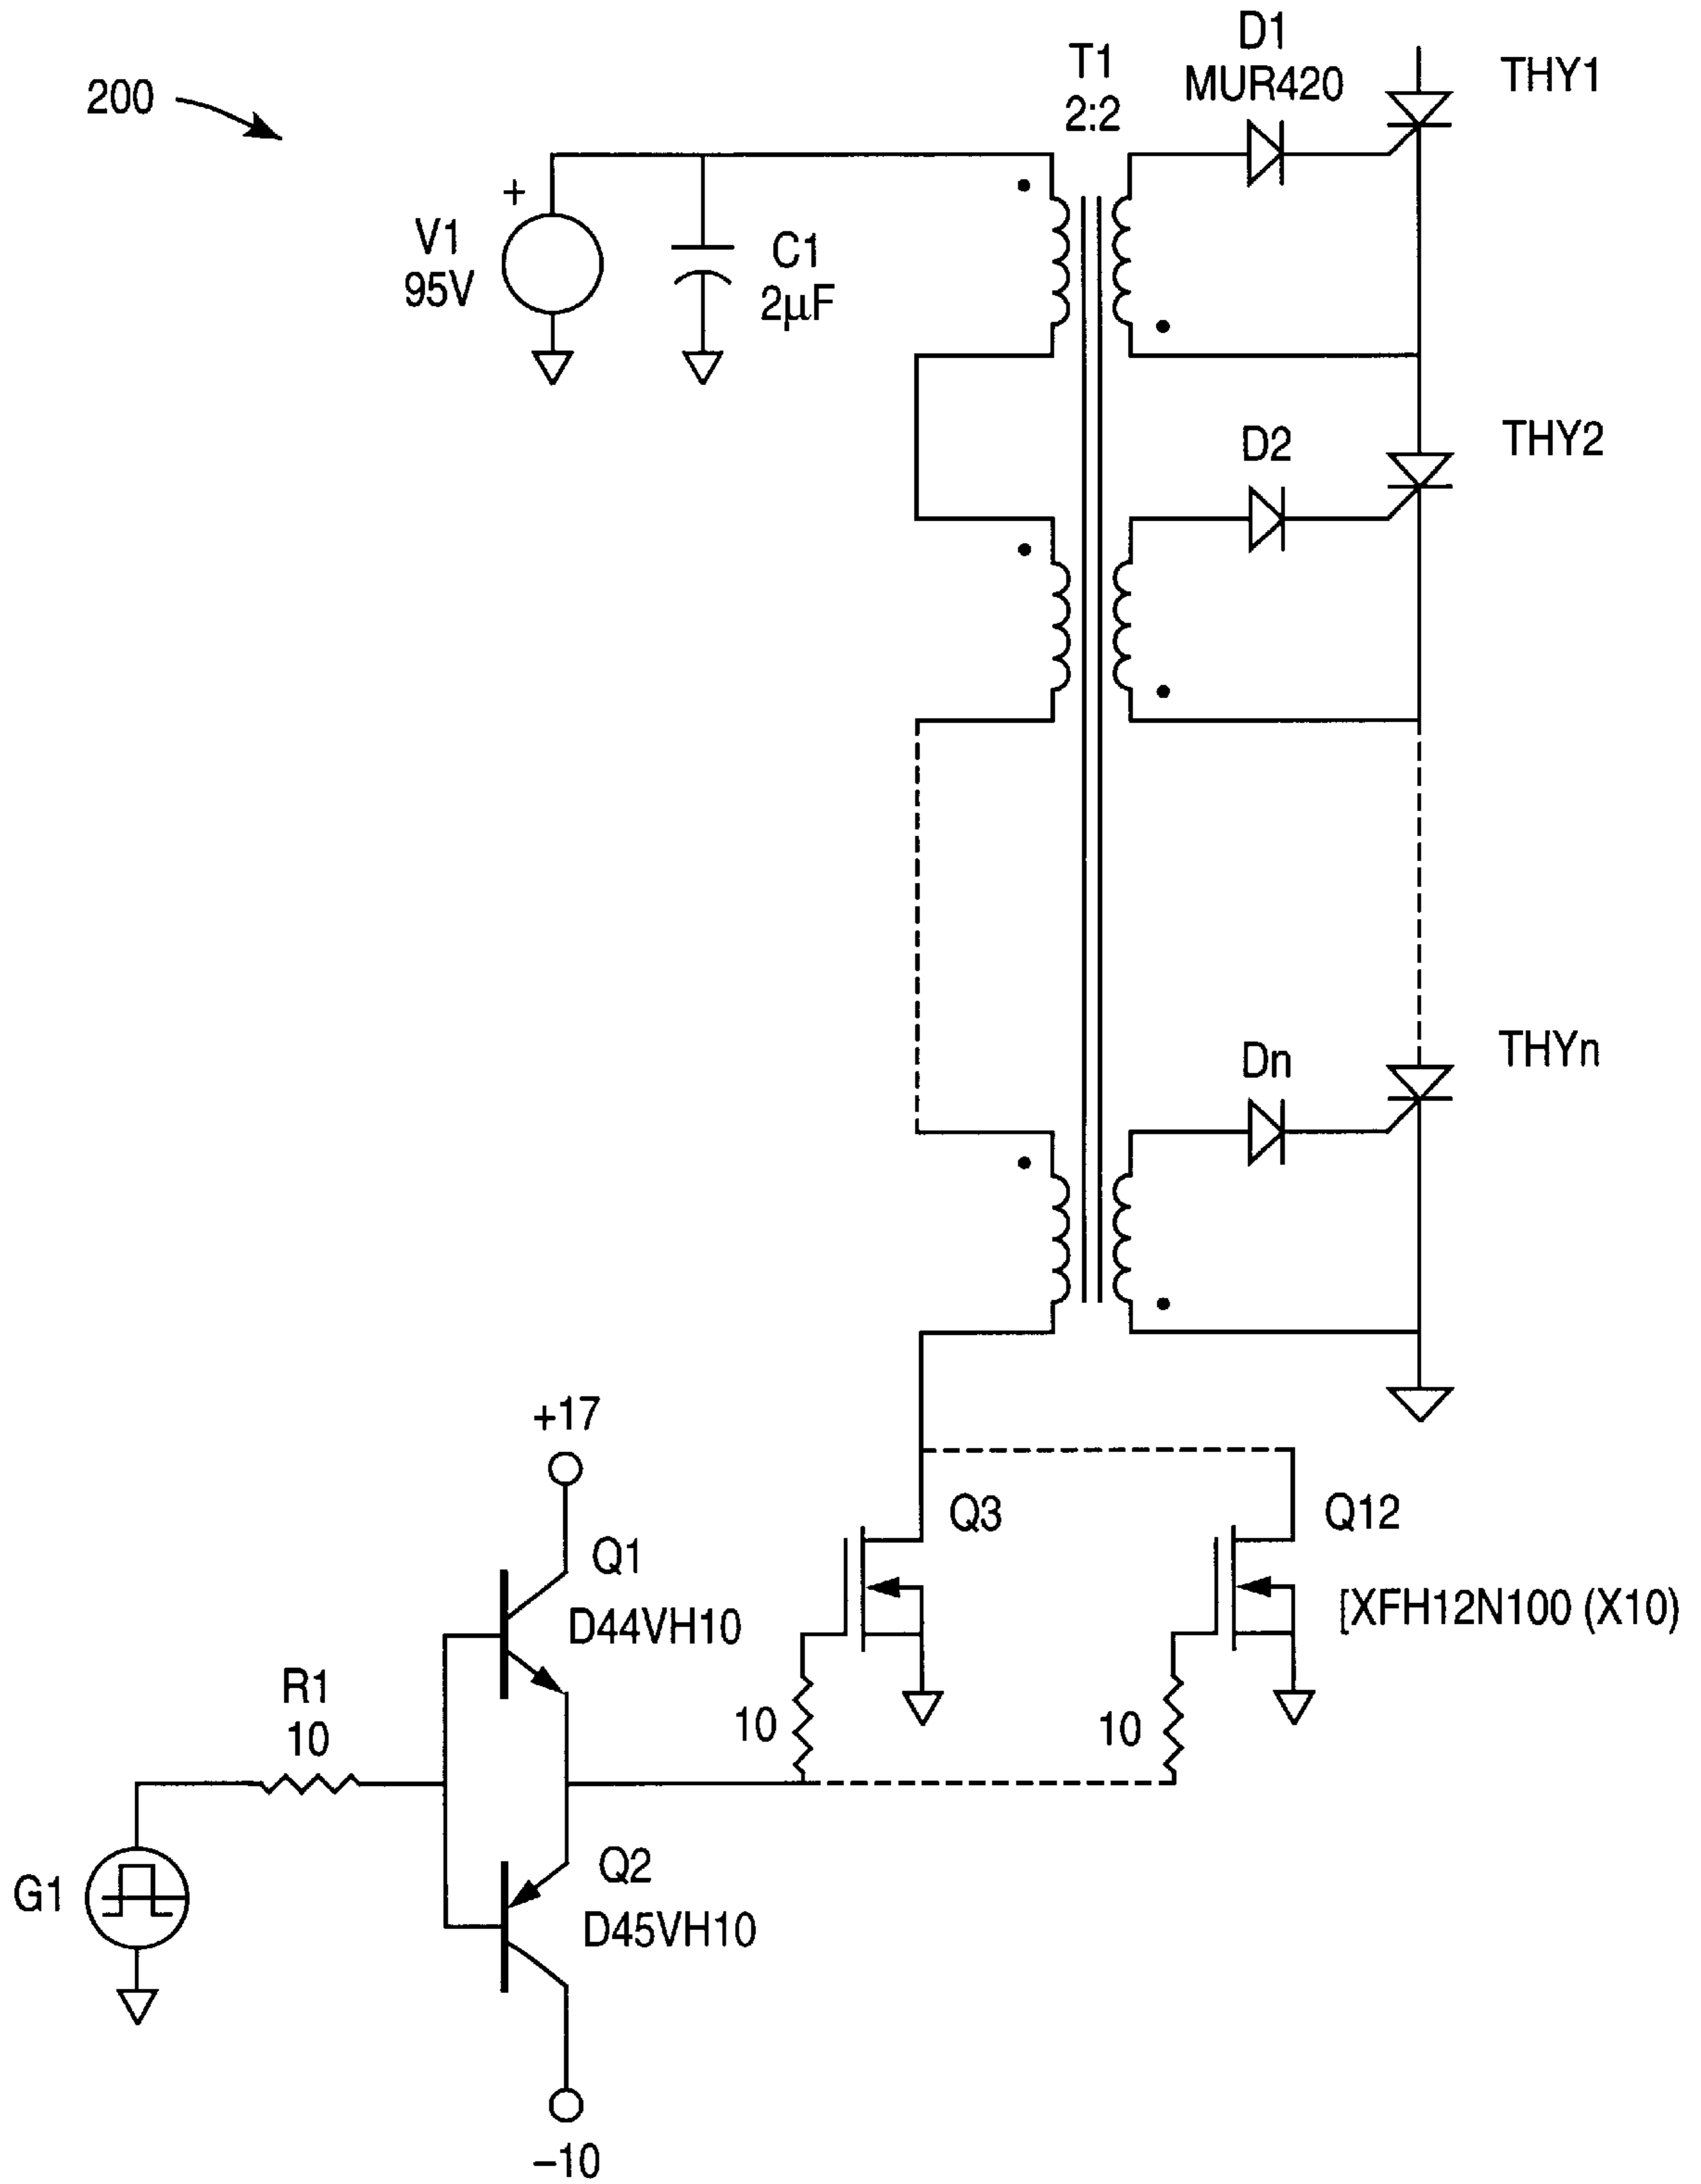 200
T1
2:2
D1
MUR420
THY1
+
V1
95V
C1
2μF
D2
THY2
Dn
THYn
+17
Q1
D44VH10
Q3
Q12
[XFH12N100 (X10)
R1
10
10
10
G1
Q2
D45VH10
–10